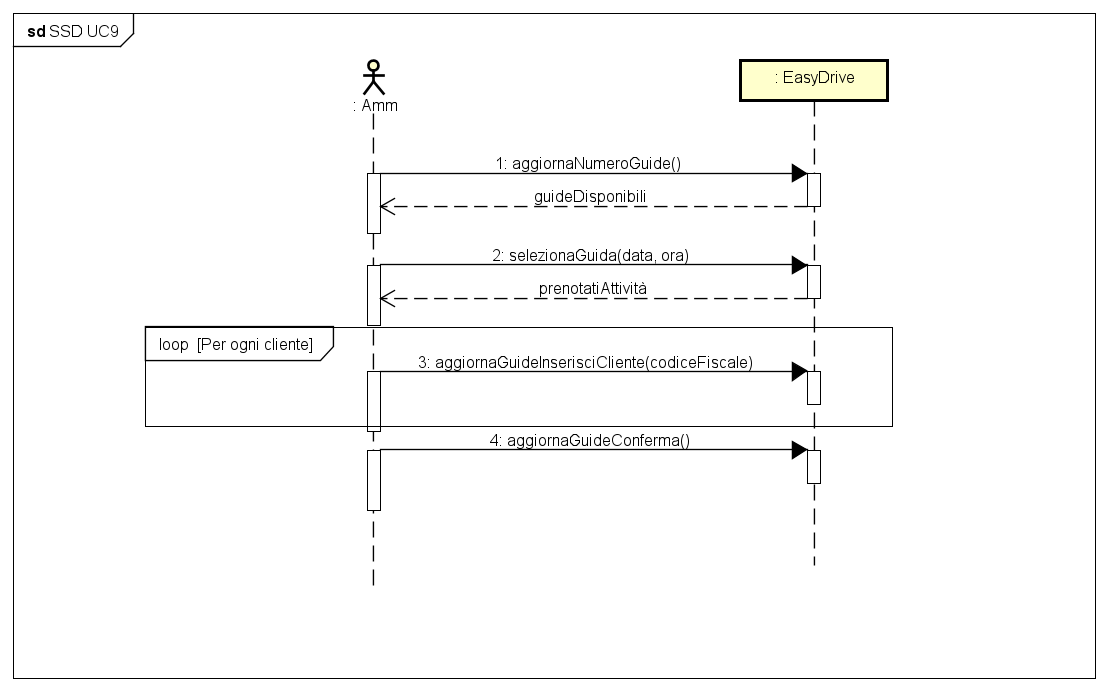 sd SSD UC9
: Amm
: EasyDrive
1: aggiornaNumeroGuide()
guideDisponibili
2: selezionaGuida(data, ora)
prenotatiAttività
loop [Per ogni cliente]
3: aggiornaGuideInserisciCliente(codiceFiscale)
4: aggiornaGuideConferma()